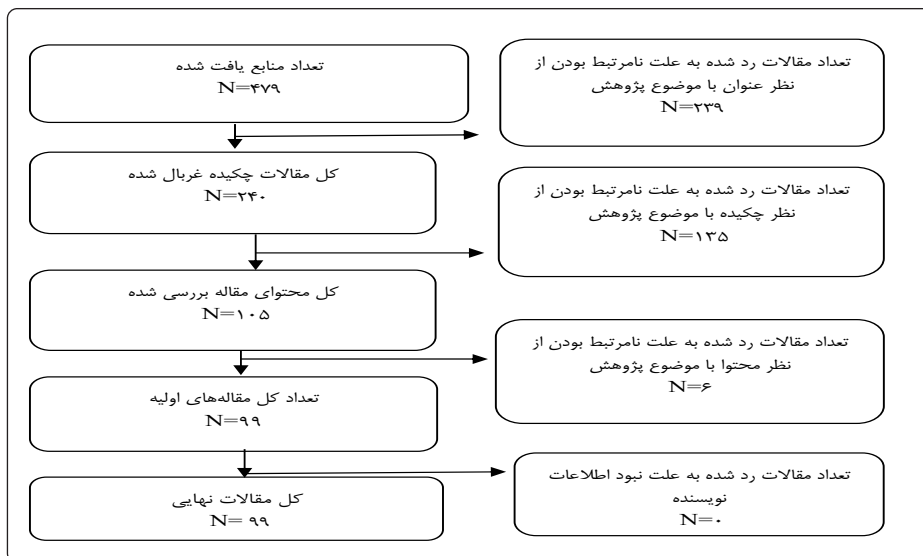 تعداد منابع یافت شده
N=۴۷۹
تعداد مقالات رد شده به علت نامرتبط بودن از
نظر عنوان با موضوع پژوهش
N=۲۳۹
کل مقالات چکیده غربال شده
N=۲۴۰
تعداد مقالات رد شده به علت نامرتبط بودن از
نظر چکیده با موضوع پژوهش
N=۱۳۵
کل محتوای مقاله بررسی شده
N=۱۰۵
تعداد مقالات رد شده به علت نامرتبط بودن از
نظر محتوا با موضوع پژوهش
N=۶
تعداد کل مقاله‌های اولیه
N=۹۹
تعداد مقالات رد شده به علت نبود اطلاعات
نویسنده
N=۰
کل مقالات نهایی
N= ۹۹